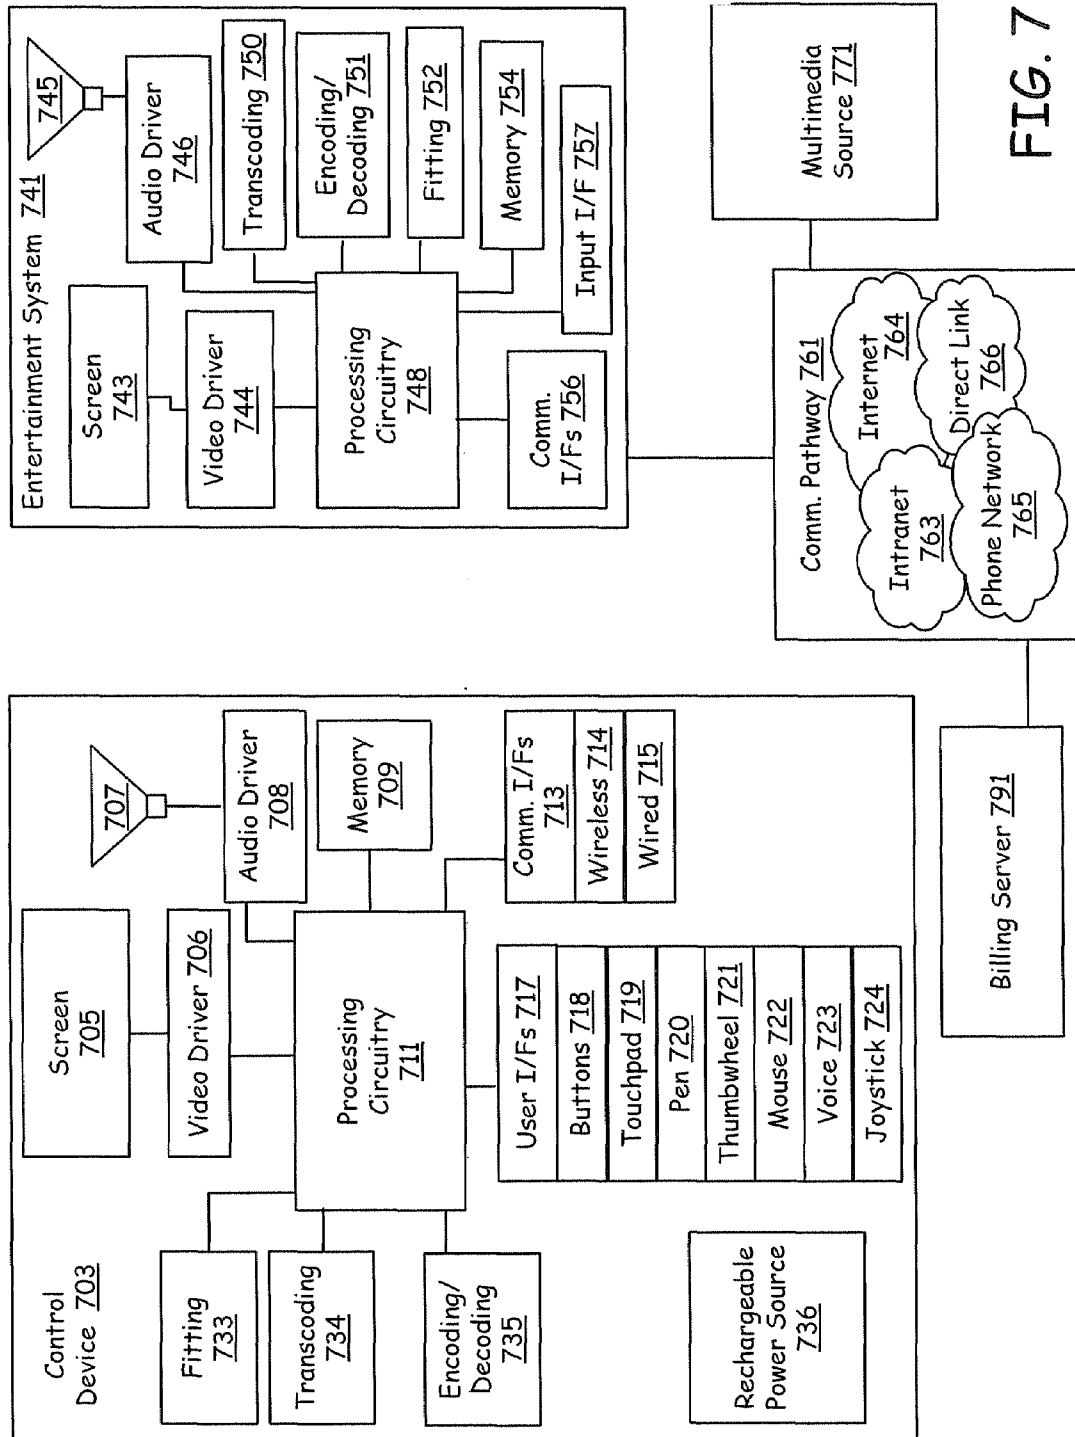 Control
Device 703
Screen
705
707
Video Driver 706
Audio Driver
708
Memory
709
Fitting
733
Transcoding
734
Encoding/
Decoding
735
Processing
Circuitry
711
Comm. I/Fs
713
Wireless 714
Wired 715
User I/Fs 717
Buttons 718
Touchpad 719
Pen 720
Thumbwheel 721
Mouse 722
Voice 723
Joystick 724
Rechargeable
Power Source
736
Entertainment System 741
745
Screen
743
Audio Driver
746
Video Driver
744
Transcoding 750
Encoding/
Decoding 751
Fitting 752
Memory 754
Input I/F 757
Processing
Circuitry
748
Comm.
I/Fs 756
Billing Server 791
Comm. Pathway 761
Intranet
763
Internet
764
Phone Network
765
Direct Link
766
Multimedia
Source 771
FIG. 7